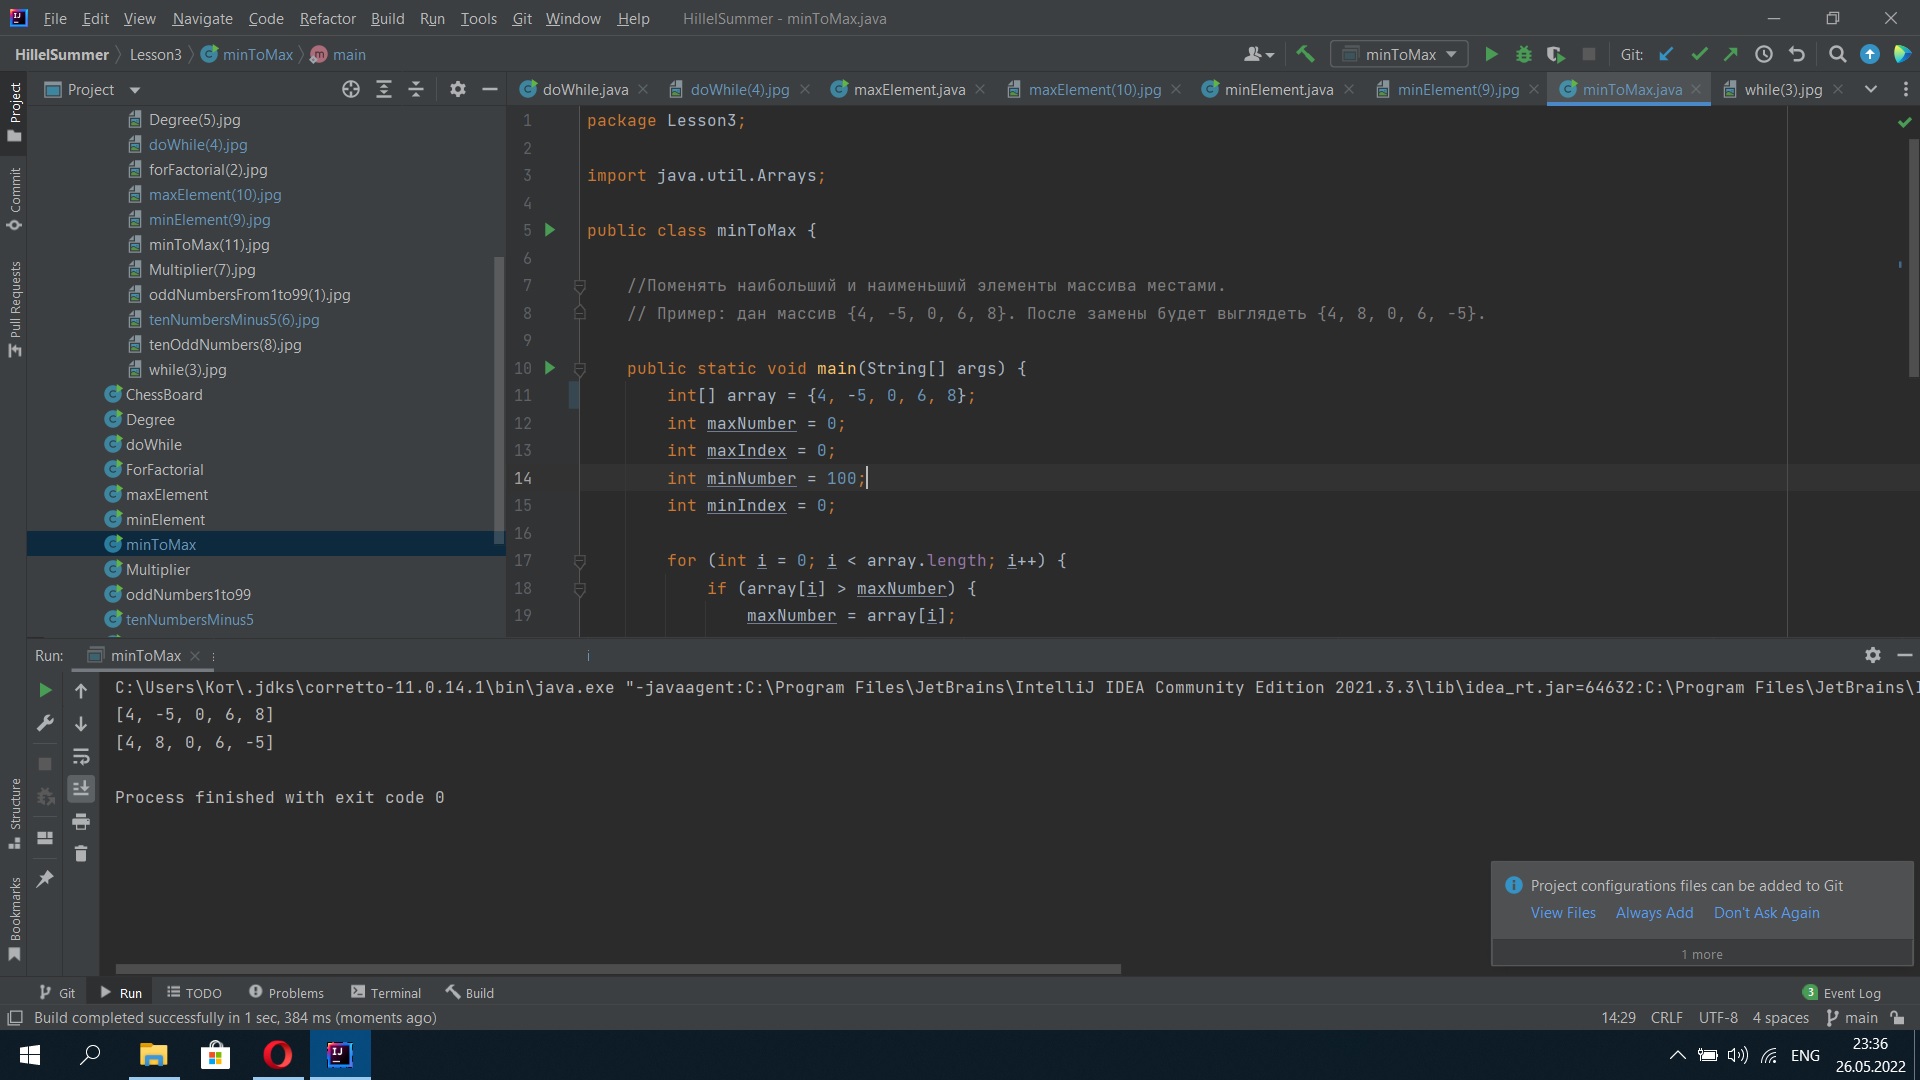 File Edit View Navigate Code Refactor Build Run Tools Git Window Help HillelSummer - minToMax.java
HillelSummer Lesson3 minToMax main minToMax Git:
Project doWhile.java doWhile(4).jpg maxElement.java maxElement(10).jpg minElement.java minElement(9).jpg minToMax.java while(3).jpg
Project
Commit
Pull Requests
Structure
Bookmarks
Degree(5).jpg
doWhile(4).jpg
forFactorial(2).jpg
maxElement(10).jpg
minElement(9).jpg
minToMax(11).jpg
Multiplier(7).jpg
oddNumbersFrom1to99(1).jpg
tenNumbersMinus5(6).jpg
tenOddNumbers(8).jpg
while(3).jpg
ChessBoard
Degree
doWhile
ForFactorial
maxElement
minElement
minToMax
Multiplier
oddNumbers1to99
tenNumbersMinus5
1 package Lesson3;
2
3 import java.util.Arrays;
4
5 public class minToMax {
6
7 //Поменять наибольший и наименьший элементы массива местами.
8 // Пример: дан массив {4, -5, 0, 6, 8}. После замены будет выглядеть {4, 8, 0, 6, -5}.
9
10 public static void main(String[] args) {
11 int[] array = {4, -5, 0, 6, 8};
12 int maxNumber = 0;
13 int maxIndex = 0;
14 int minNumber = 100;
15 int minIndex = 0;
16
17 for (int i = 0; i < array.length; i++) {
18 if (array[i] > maxNumber) {
19 maxNumber = array[i];
Run: minToMax
C:\Users\Кот\.jdks\corretto-11.0.14.1\bin\java.exe "-javaagent:C:\Program Files\JetBrains\IntelliJ IDEA Community Edition 2021.3.3\lib\idea_rt.jar=64632:C:\Program Files\JetBrains\I
[4, -5, 0, 6, 8]
[4, 8, 0, 6, -5]
Process finished with exit code 0
Project configurations files can be added to Git
View Files Always Add Don't Ask Again
1 more
Git Run TODO Problems Terminal Build 3 Event Log
Build completed successfully in 1 sec, 384 ms (moments ago) 14:29 CRLF UTF-8 4 spaces main
ENG 23:36
26.05.2022